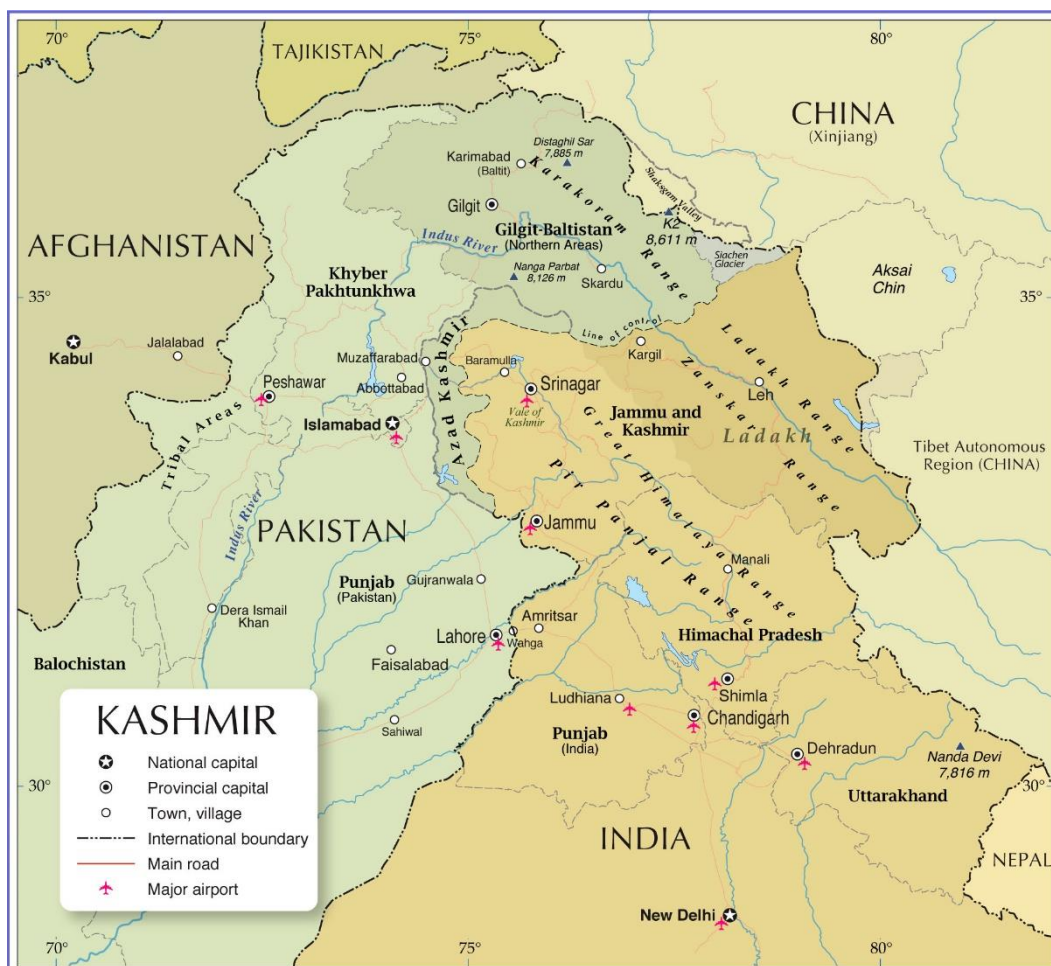 70°
75°
80°
TAJIKISTAN
CHINA
(Xinjiang)
Distaghil Sar
7,885 m
Karimabad
(Baltit)
Karakoram Range
Shaksgam Valley
Gilgit
K2
8,611 m
Gilgit-Baltistan
(Northern Areas)
Indus River
AFGHANISTAN
Siachen
Glacier
Khyber
Pakhtunkhwa
Nanga Parbat
8,126 m
Skardu
Aksai
Chin
35°
35°
Line of control
Kabul
Jalalabad
Muzaffarabad
Azad Kashmir
Baramulla
Kargil
Ladakh Range
Zanskar Range
Abbottabad
Peshawar
Srinagar
Leh
Vale of
Kashmir
Jammu and
Kashmir
Ladakh
Tribal Areas
Islamabad
Great Himalaya Range
Tibet Autonomous
Region (CHINA)
Pir Panjal Range
Indus River
PAKISTAN
Jammu
Manali
Punjab
(Pakistan)
Gujranwala
Dera Ismail
Khan
Amritsar
Lahore
Wahga
Himachal Pradesh
Balochistan
Faisalabad
Shimla
Ludhiana
Chandigarh
Sahiwal
Punjab
(India)
Dehradun
Nanda Devi
7,816 m
Uttarakhand
30°
30°
KASHMIR
National capital
Provincial capital
Town, village
International boundary
Main road
Major airport
INDIA
NEPAL
New Delhi
70°
75°
80°